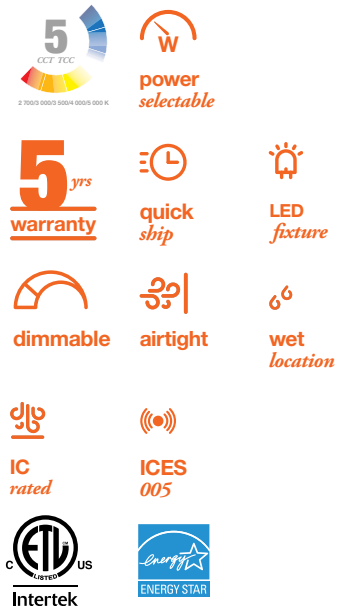 5
CCT TCC
2 700/3 000/3 500/4 000/5 000 K
W
power
selectable
5 yrs
warranty
quick
ship
LED
fixture
dimmable
airtight
wet
location
IC
rated
ICES
005
C ETL US
LISTED
Intertek
energy
ENERGY STAR